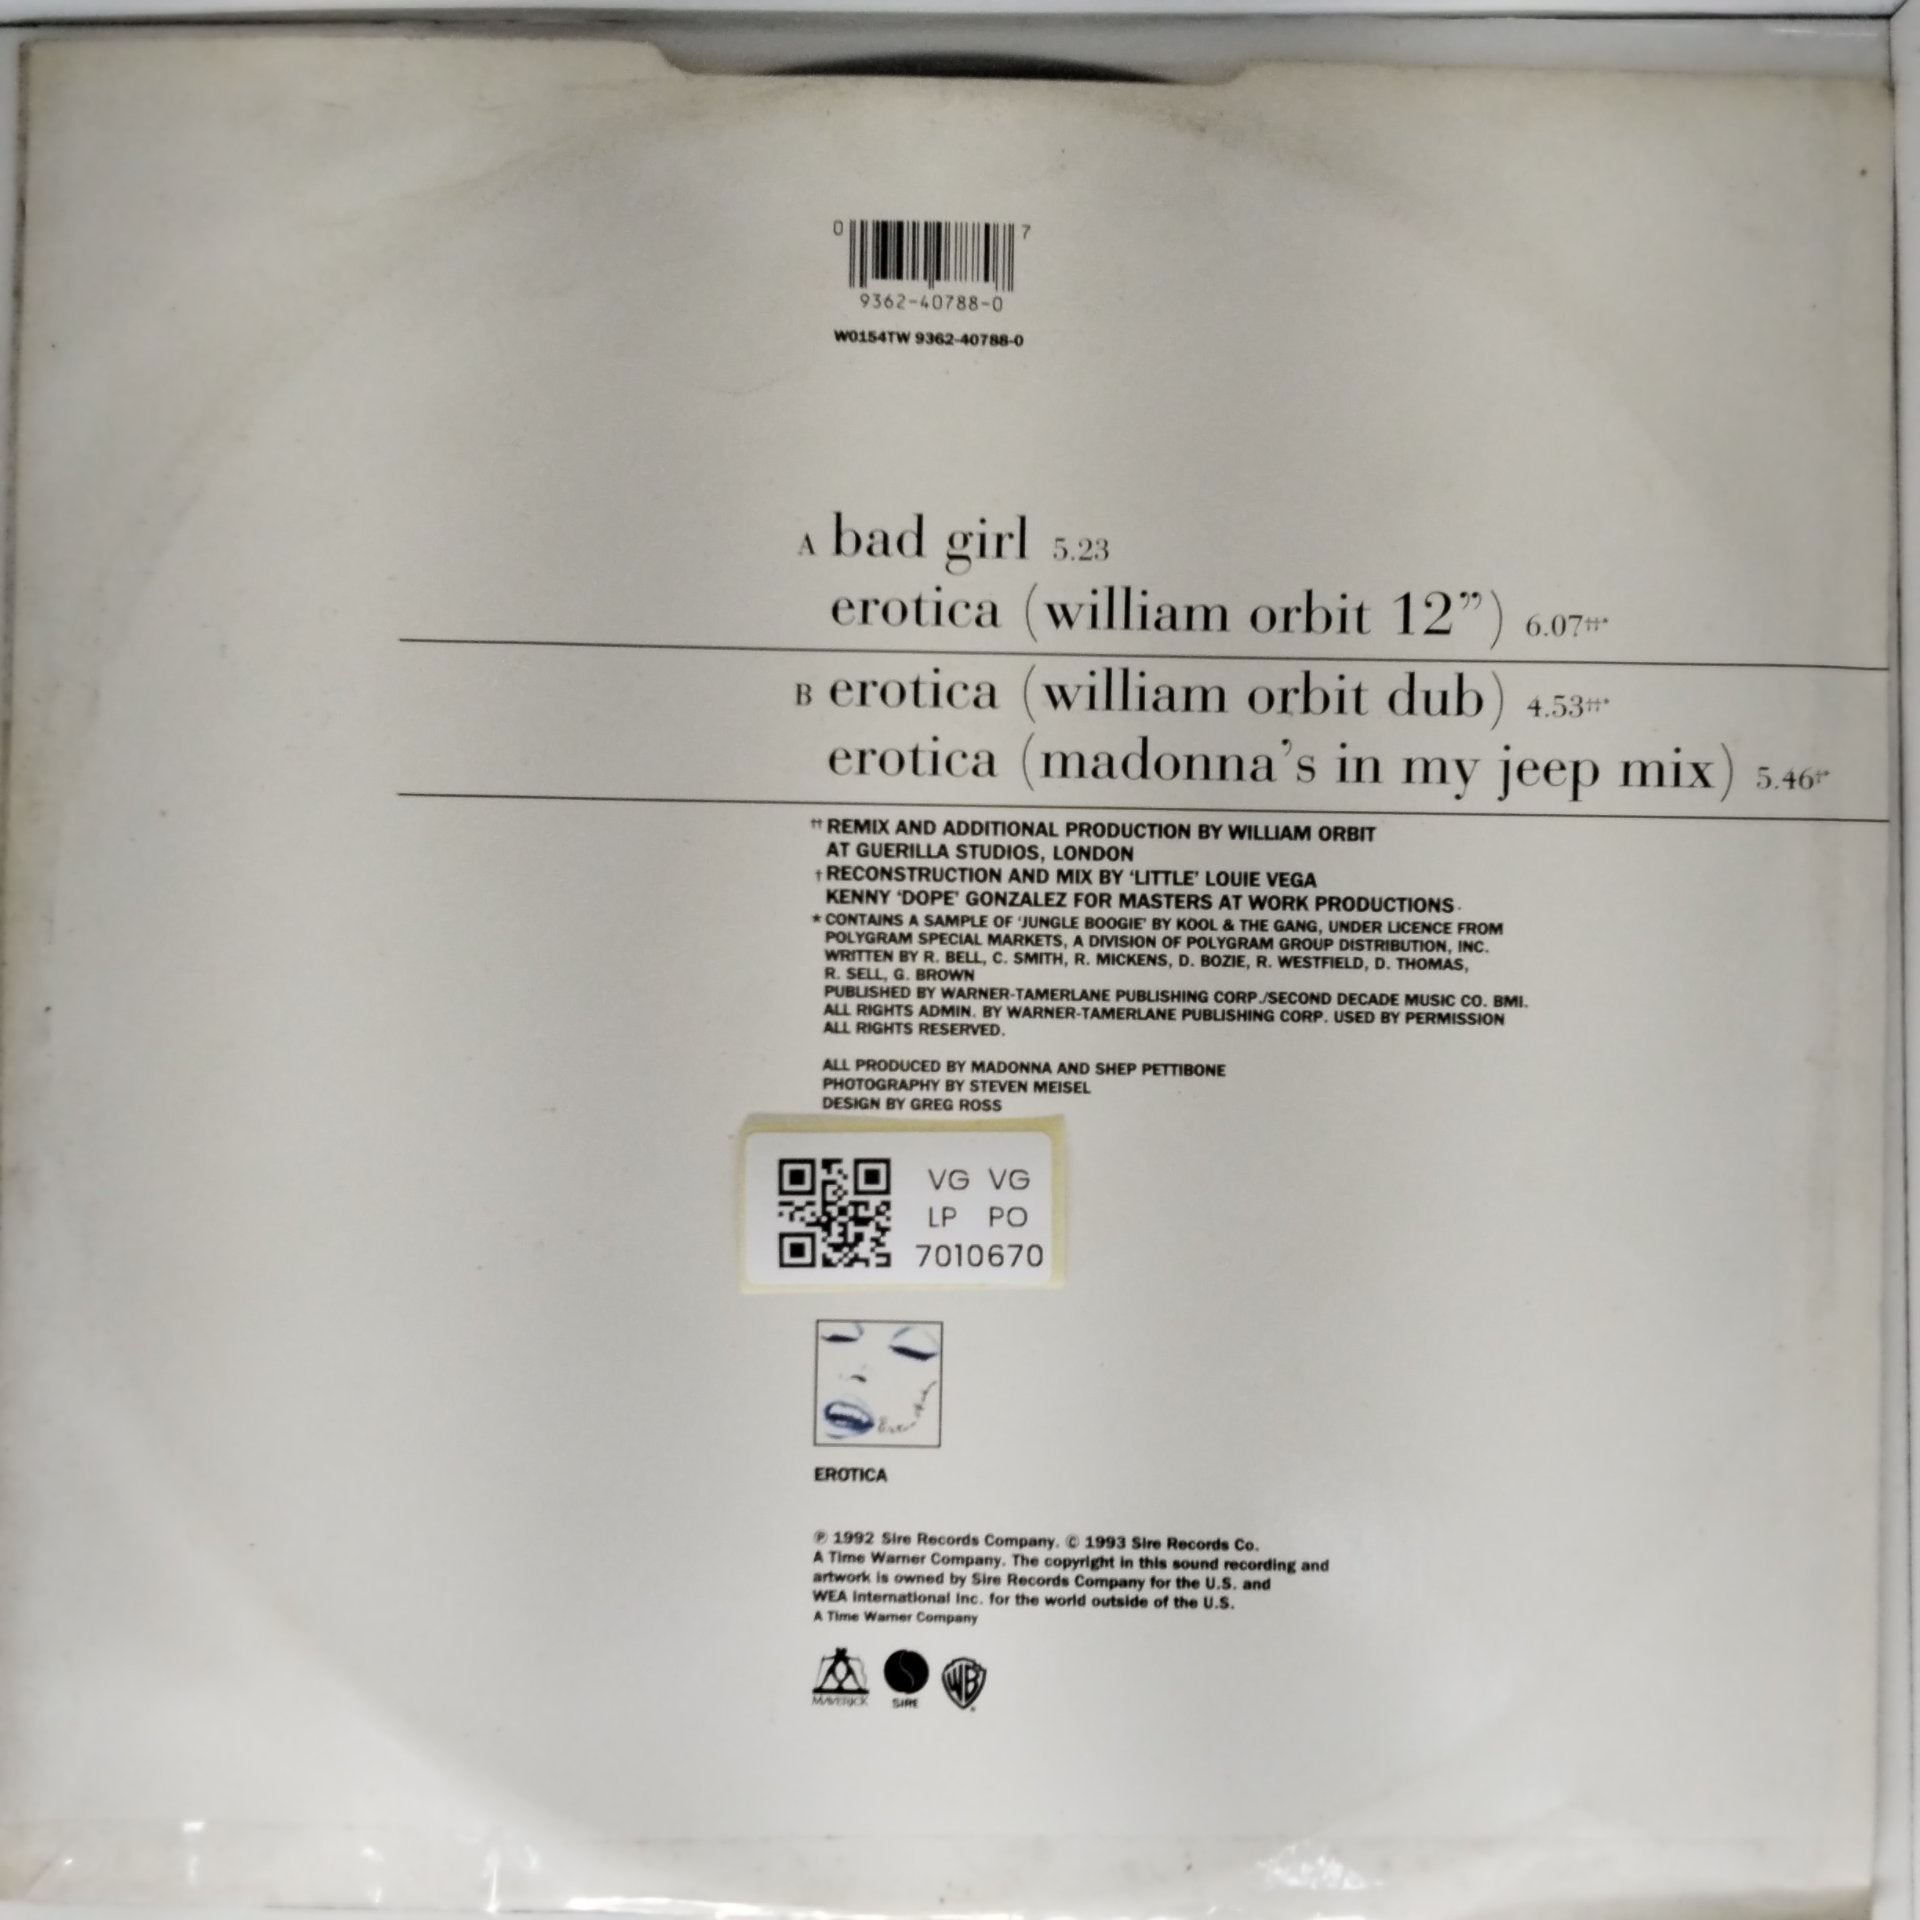 0 7
9362-40788-0
W0154TW 9362-40788-0
A bad girl 5.23
erotica (william orbit 12") 6.07††*
B erotica (william orbit dub) 4.53††*
erotica (madonna's in my jeep mix) 5.46†*
†† REMIX AND ADDITIONAL PRODUCTION BY WILLIAM ORBIT
AT GUERILLA STUDIOS, LONDON
† RECONSTRUCTION AND MIX BY 'LITTLE' LOUIE VEGA
KENNY 'DOPE' GONZALEZ FOR MASTERS AT WORK PRODUCTIONS.
* CONTAINS A SAMPLE OF 'JUNGLE BOOGIE' BY KOOL & THE GANG, UNDER LICENCE FROM
POLYGRAM SPECIAL MARKETS, A DIVISION OF POLYGRAM GROUP DISTRIBUTION, INC.
WRITTEN BY R. BELL, C. SMITH, R. MICKENS, D. BOZIE, R. WESTFIELD, D. THOMAS,
R. SELL, G. BROWN
PUBLISHED BY WARNER-TAMERLANE PUBLISHING CORP./SECOND DECADE MUSIC CO. BMI.
ALL RIGHTS ADMIN. BY WARNER-TAMERLANE PUBLISHING CORP. USED BY PERMISSION
ALL RIGHTS RESERVED.
ALL PRODUCED BY MADONNA AND SHEP PETTIBONE
PHOTOGRAPHY BY STEVEN MEISEL
DESIGN BY GREG ROSS
VG VG
LP PO
7010670
EROTICA
℗ 1992 Sire Records Company. © 1993 Sire Records Co.
A Time Warner Company. The copyright in this sound recording and
artwork is owned by Sire Records Company for the U.S. and
WEA International Inc. for the world outside of the U.S.
A Time Warner Company
MAVERICK SIRE WB